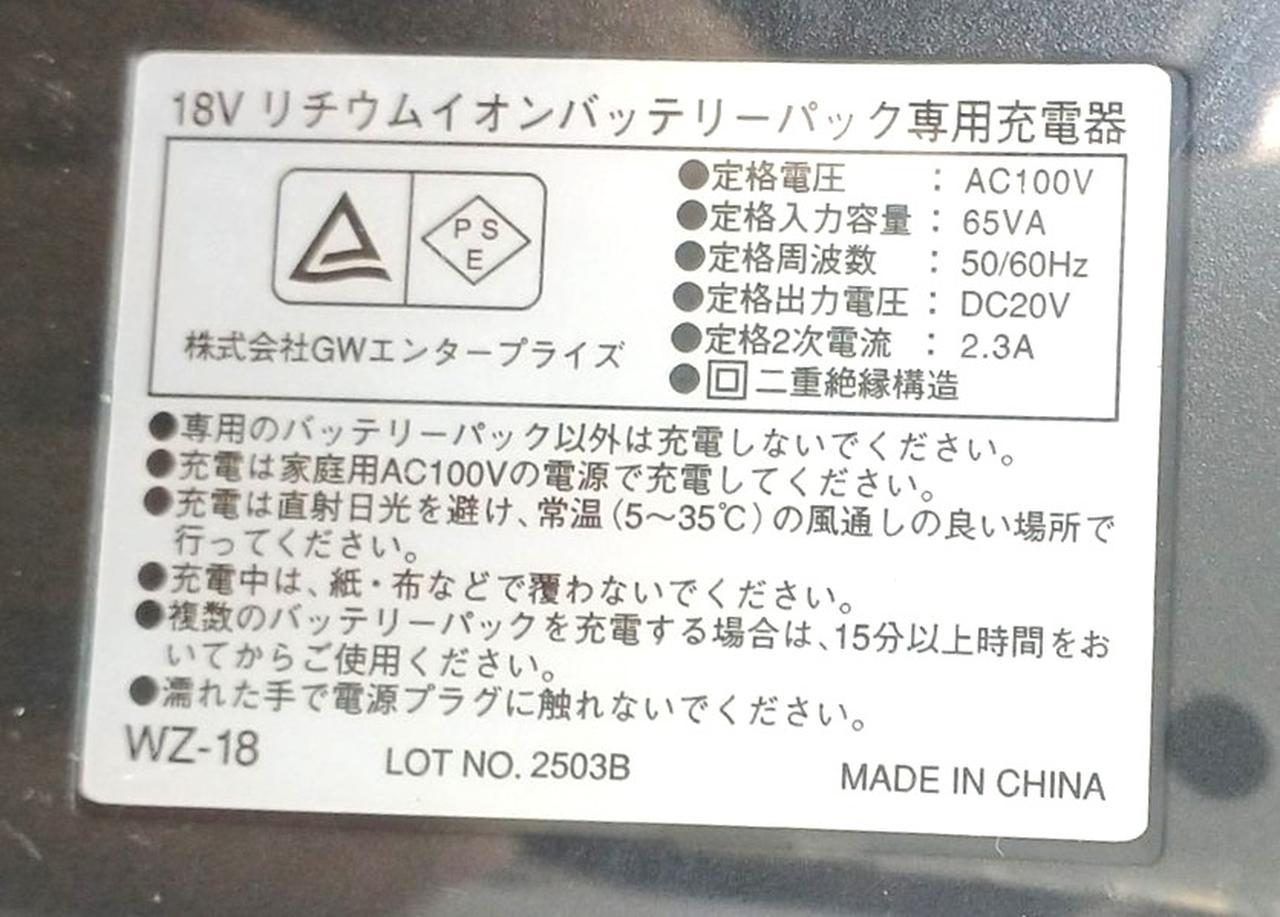 18V リチウムイオンバッテリーパック専用充電器
PS
E
株式会社GWエンタープライズ
●定格電圧 : AC100V
●定格入力容量 : 65VA
●定格周波数 : 50/60Hz
●定格出力電圧 : DC20V
●定格2次電流 : 2.3A
●回二重絶縁構造
●専用のバッテリーパック以外は充電しないでください。
●充電は家庭用AC100Vの電源で充電してください。
●充電は直射日光を避け、常温(5〜35℃)の風通しの良い場所で
行ってください。
●充電中は、紙・布などで覆わないでください。
●複数のバッテリーパックを充電する場合は、15分以上時間をお
いてからご使用ください。
●濡れた手で電源プラグに触れないでください。
WZ-18 LOT NO. 2503B MADE IN CHINA